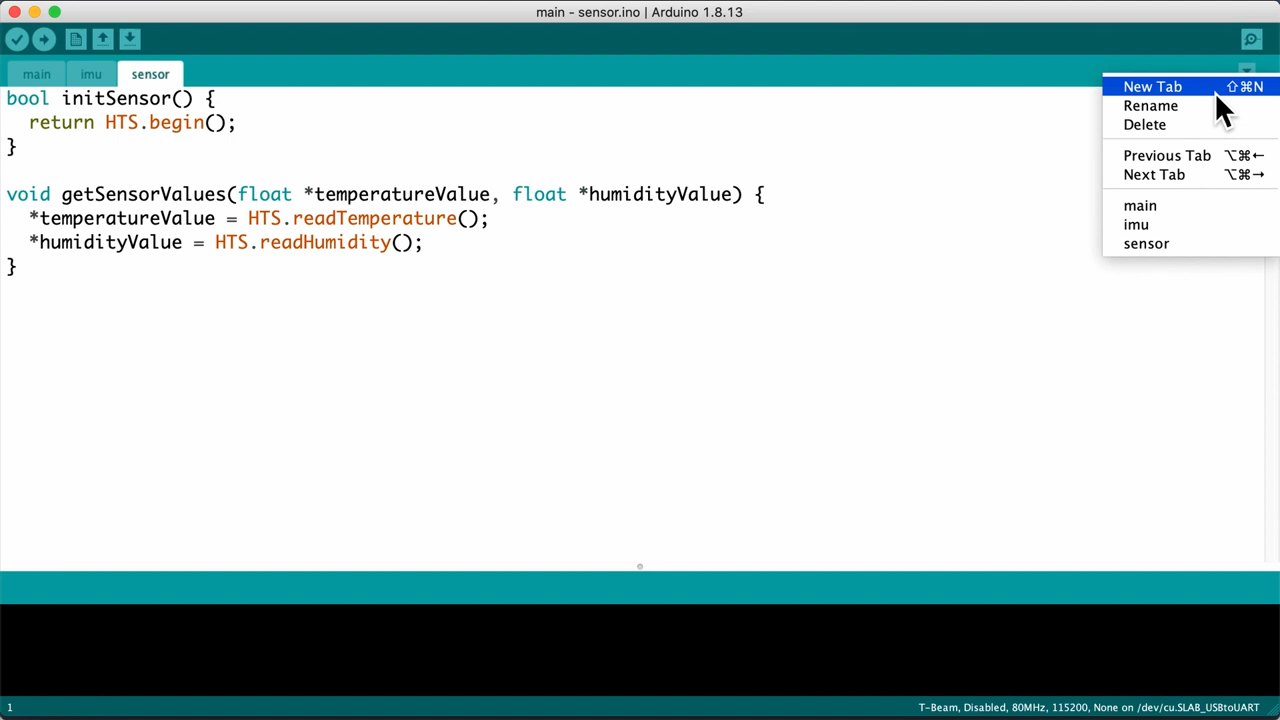 main - sensor.ino | Arduino 1.8.13
main imu sensor
bool initSensor() {
  return HTS.begin();
}
void getSensorValues(float *temperatureValue, float *humidityValue) {
  *temperatureValue = HTS.readTemperature();
  *humidityValue = HTS.readHumidity();
}
New Tab ⇧⌘N
Rename
Delete
Previous Tab ⌥⌘←
Next Tab ⌥⌘→
main
imu
sensor
1 T-Beam, Disabled, 80MHz, 115200, None on /dev/cu.SLAB_USBtoUART